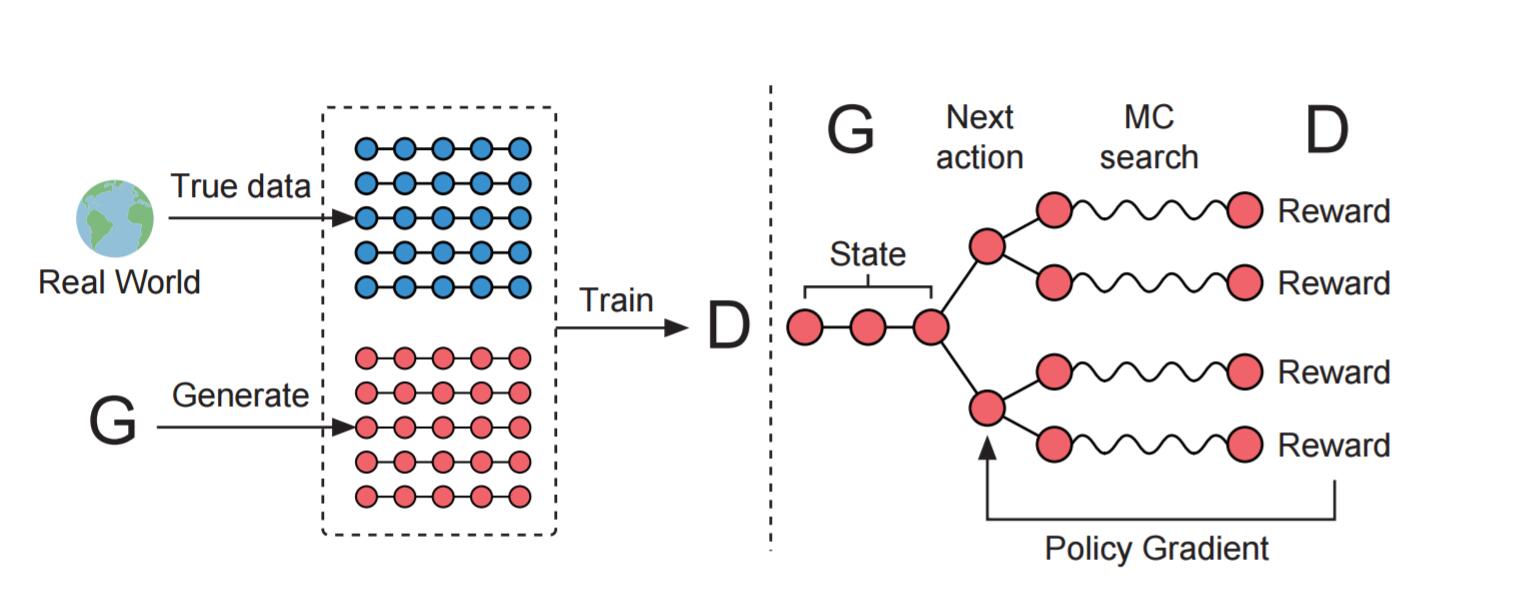 True data
Real World
G
Generate
Train
D
G
Next
action
MC
search
D
State
Reward
Reward
Reward
Reward
Policy Gradient